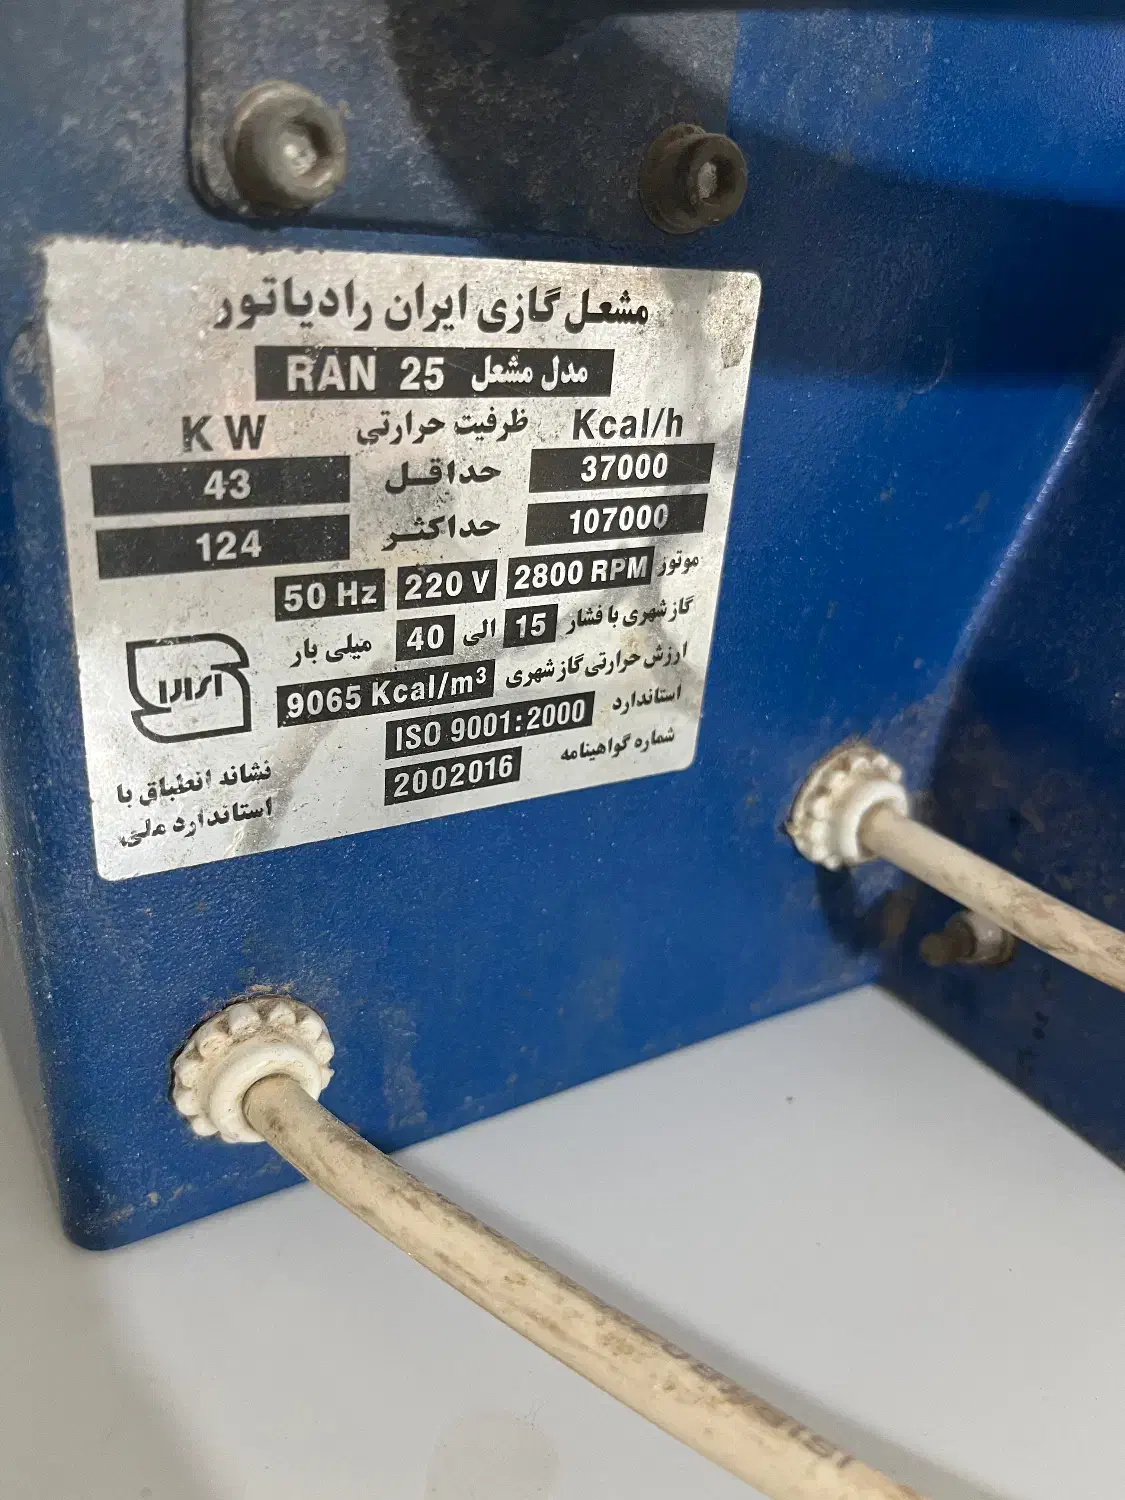 مشعل گازی ایران رادیاتور
مدل مشعل RAN 25
Kcal/h ظرفیت حرارتی KW
37000 حداقل 43
107000 حداکثر 124
موتور 2800 RPM 220 V 50 Hz
گاز شهری با فشار 15 الی 40 میلی بار
ارزش حرارتی گاز شهری 9065 Kcal/m³
استاندارد ISO 9001:2000
شماره گواهینامه 2002016
نشانه انطباق با
استاندارد ملی